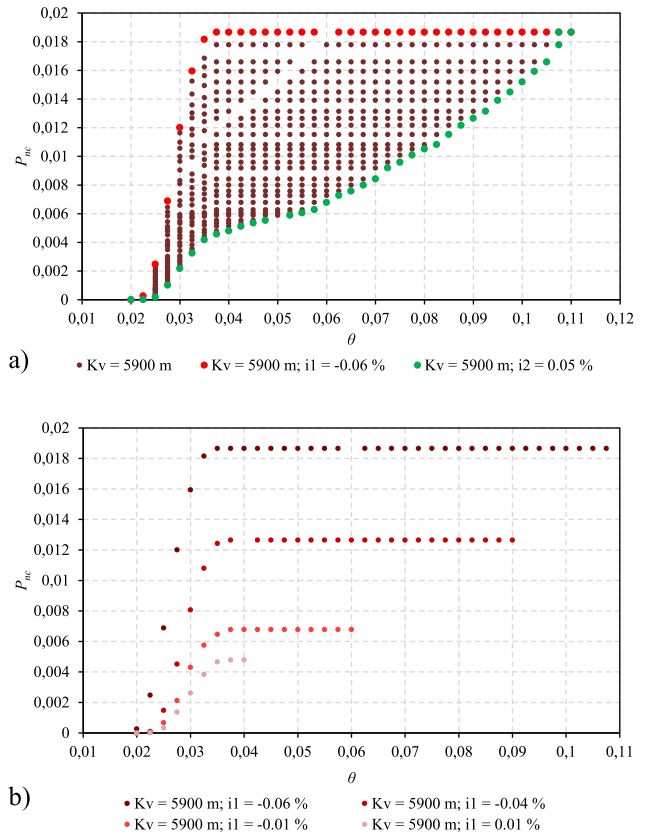 0,02
0,018
0,016
0,014
0,012
0,01
0,008
0,006
0,004
0,002
0
P_nc
0,01 0,02 0,03 0,04 0,05 0,06 0,07 0,08 0,09 0,1 0,11 0,12
θ
a)
Kv = 5900 m Kv = 5900 m; i1 = -0.06 % Kv = 5900 m; i2 = 0.05 %
0,02
0,018
0,016
0,014
0,012
0,01
0,008
0,006
0,004
0,002
0
P_nc
0,01 0,02 0,03 0,04 0,05 0,06 0,07 0,08 0,09 0,1 0,11
θ
b)
Kv = 5900 m; i1 = -0.06 % Kv = 5900 m; i1 = -0.04 %
Kv = 5900 m; i1 = -0.01 % Kv = 5900 m; i1 = 0.01 %